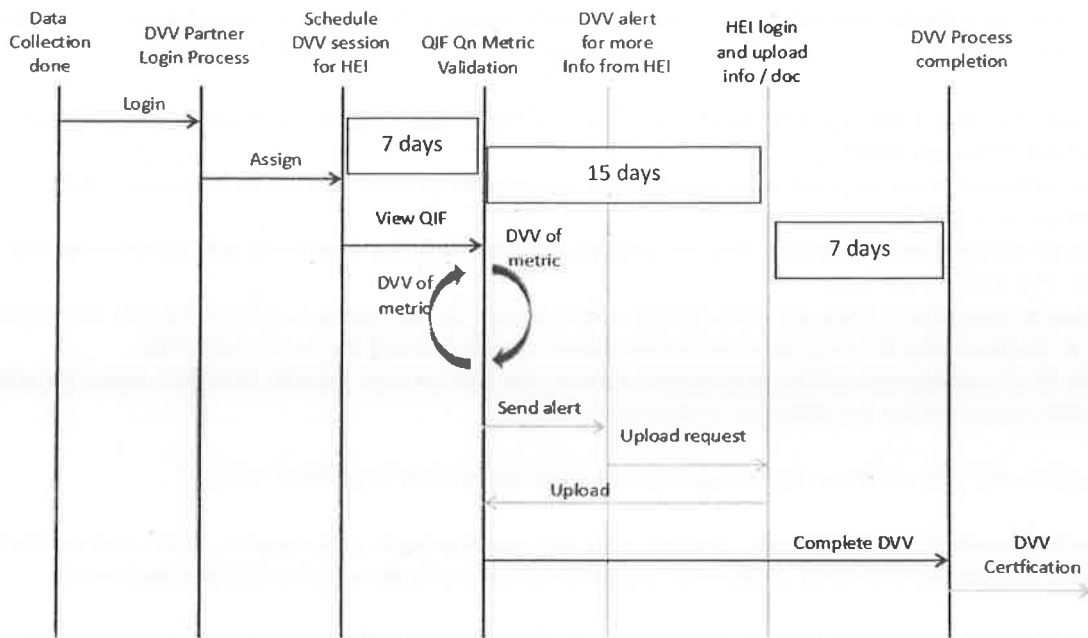 Data
Collection
done
DVV Partner
Login Process
Schedule
DVV session
for HEI
QIF Qn Metric
Validation
DVV alert
for more
Info from HEI
HEI login
and upload
info / doc
DVV Process
completion
Login
7 days
Assign
15 days
View QIF
DVV of
metric
7 days
DVV of
metric
Send alert
Upload request
Upload
Complete DVV
DVV
Certfication